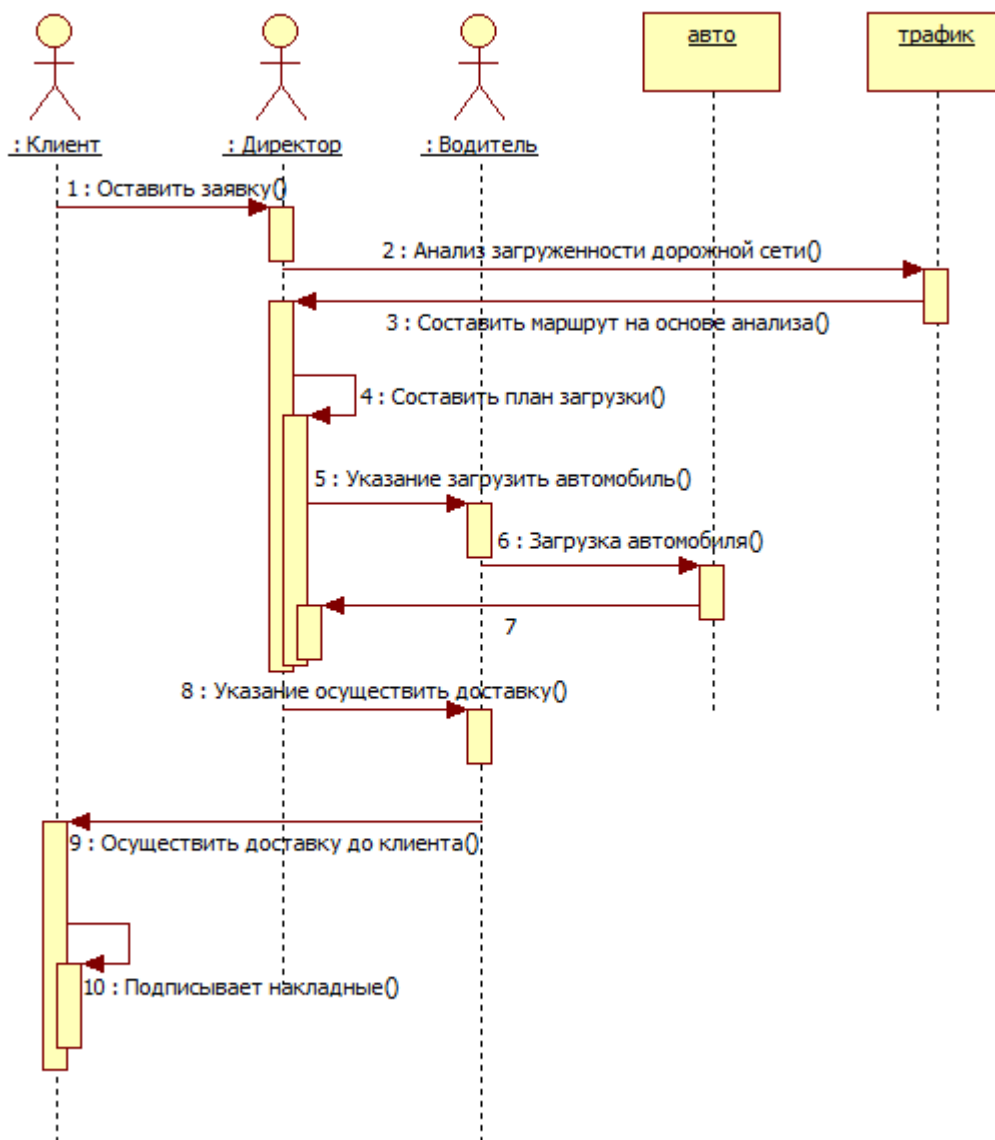 авто
трафик
: Клиент
: Директор
: Водитель
1 : Оставить заявку()
2 : Анализ загруженности дорожной сети()
3 : Составить маршрут на основе анализа()
4 : Составить план загрузки()
5 : Указание загрузить автомобиль()
6 : Загрузка автомобиля()
7
8 : Указание осуществить доставку()
9 : Осуществить доставку до клиента()
10 : Подписывает накладные()